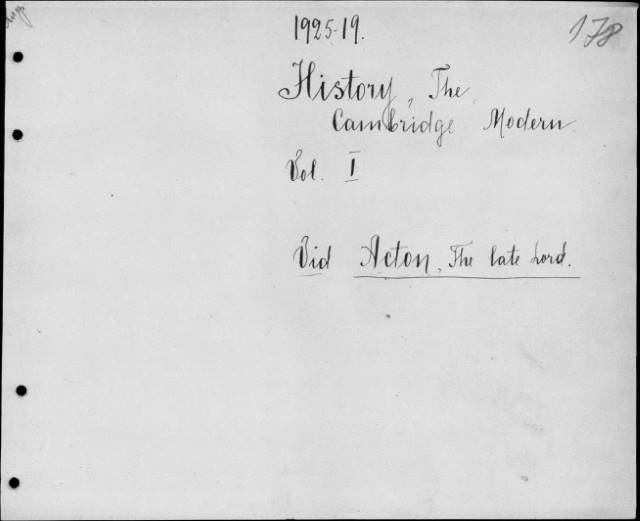 1925-19.
178
History, The,
Cambridge Modern.
Vol. I
Vid Acton, The late Lord.